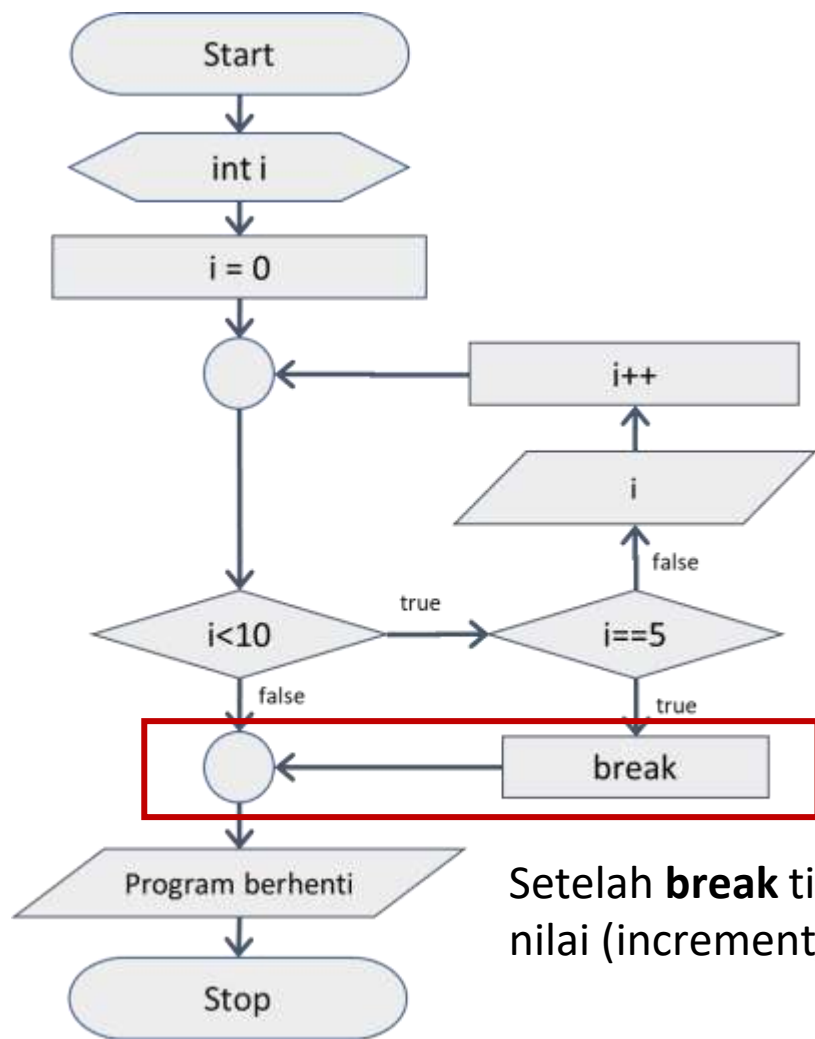 Start
int i
i = 0
i++
i
false
i<10
true
i==5
false
true
break
Program berhenti
Setelah break ti
nilai (increment
Stop